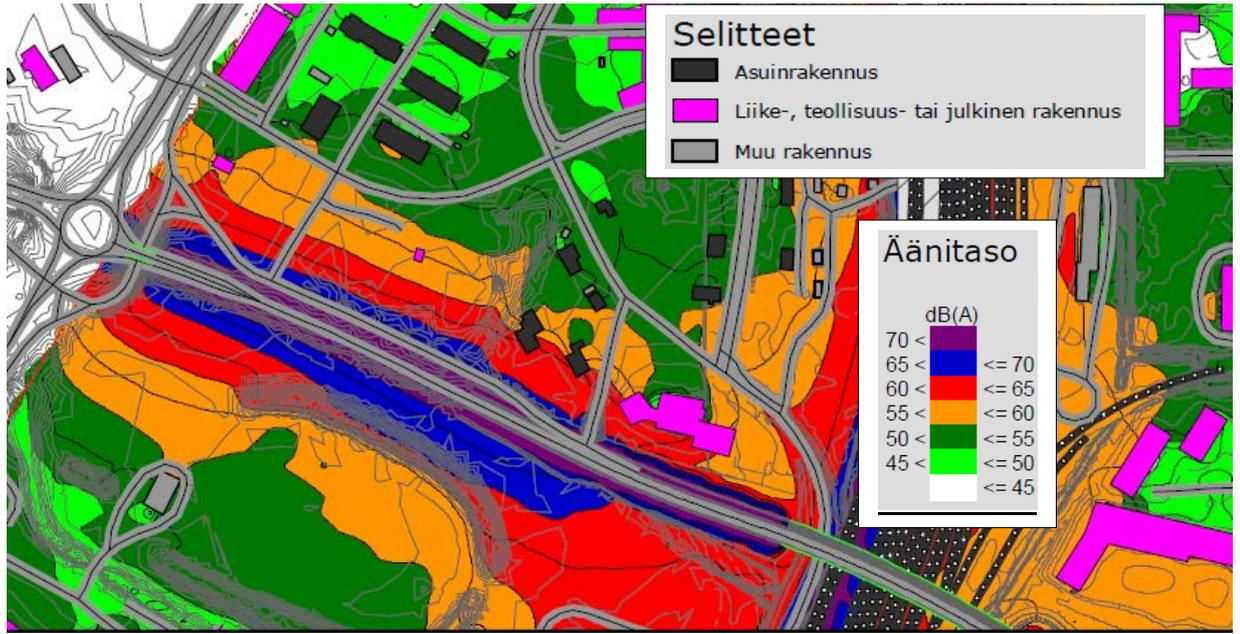 Selitteet
Asuinrakennus
Liike-, teollisuus- tai julkinen rakennus
Muu rakennus
Äänitaso
dB(A)
70 <
65 < <= 70
60 < <= 65
55 < <= 60
50 < <= 55
45 < <= 50
<= 45